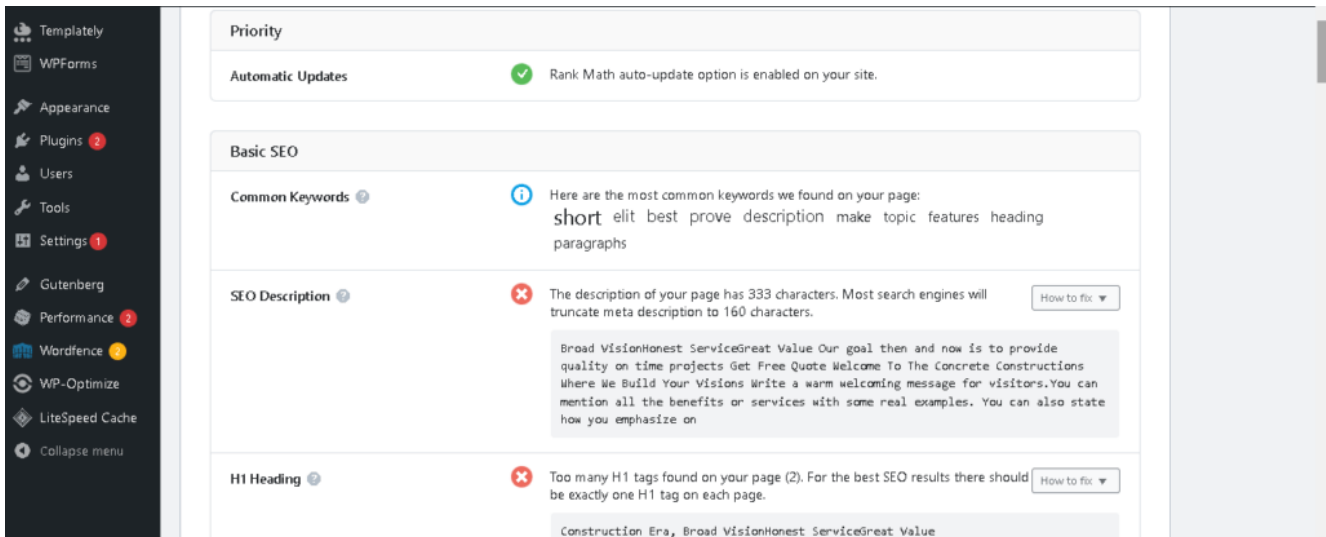 Templately
WPForms
Appearance
Plugins 2
Users
Tools
Settings 1
Gutenberg
Performance 2
Wordfence 2
WP-Optimize
LiteSpeed Cache
Collapse menu
Priority
Automatic Updates
Rank Math auto-update option is enabled on your site.
Basic SEO
Common Keywords ?
Here are the most common keywords we found on your page:
short elit best prove description make topic features heading
paragraphs
SEO Description ?
The description of your page has 333 characters. Most search engines will
truncate meta description to 160 characters.
How to fix ▼
Broad VisionHonest ServiceGreat Value Our goal then and now is to provide
quality on time projects Get Free Quote Welcome To The Concrete Constructions
Where We Build Your Visions Write a warm welcoming message for visitors.You can
mention all the benefits or services with some real examples. You can also state
how you emphasize on
H1 Heading ?
Too many H1 tags found on your page (2). For the best SEO results there should
be exactly one H1 tag on each page.
How to fix ▼
Construction Era, Broad VisionHonest ServiceGreat Value